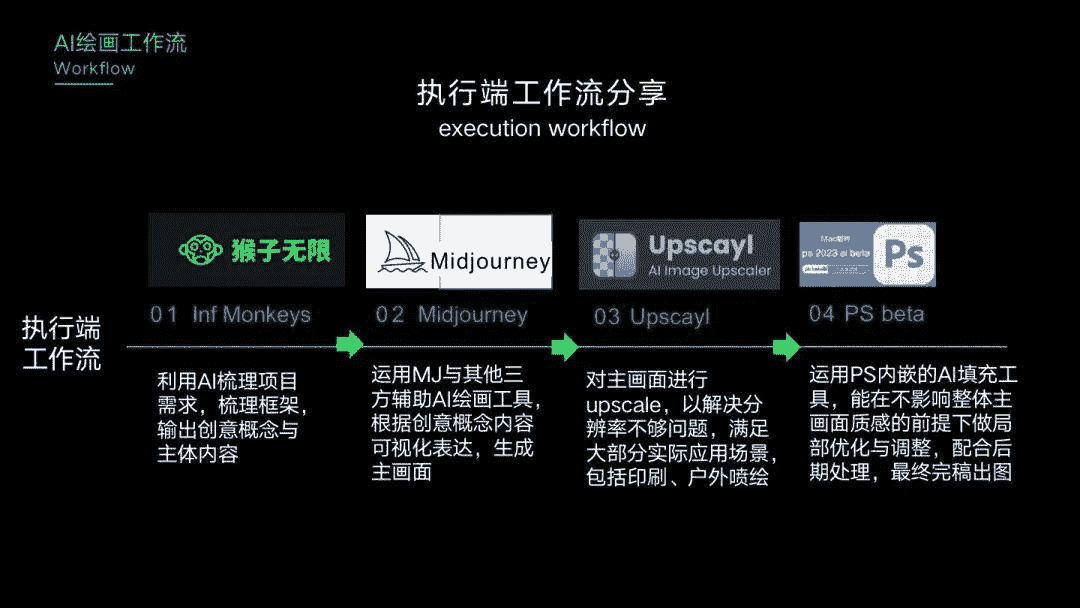 AI绘画工作流
Workflow
执行端工作流分享
execution workflow
猴子无限
Midjourney
Upscayl
AI Image Upscaler
Mac软件
ps 2023 ai beta
Ps
01 Inf Monkeys
02 Midjourney
03 Upscayl
04 PS beta
执行端
工作流
利用AI梳理项目
需求，梳理框架，
输出创意概念与
主体内容
运用MJ与其他三
方辅助AI绘画工具，
根据创意概念内容
可视化表达，生成
主画面
对主画面进行
upscale，以解决分
辨率不够问题，满足
大部分实际应用场景，
包括印刷、户外喷绘
运用PS内嵌的AI填充工
具，能在不影响整体主
画面质感的前提下做局
部优化与调整，配合后
期处理，最终完稿出图